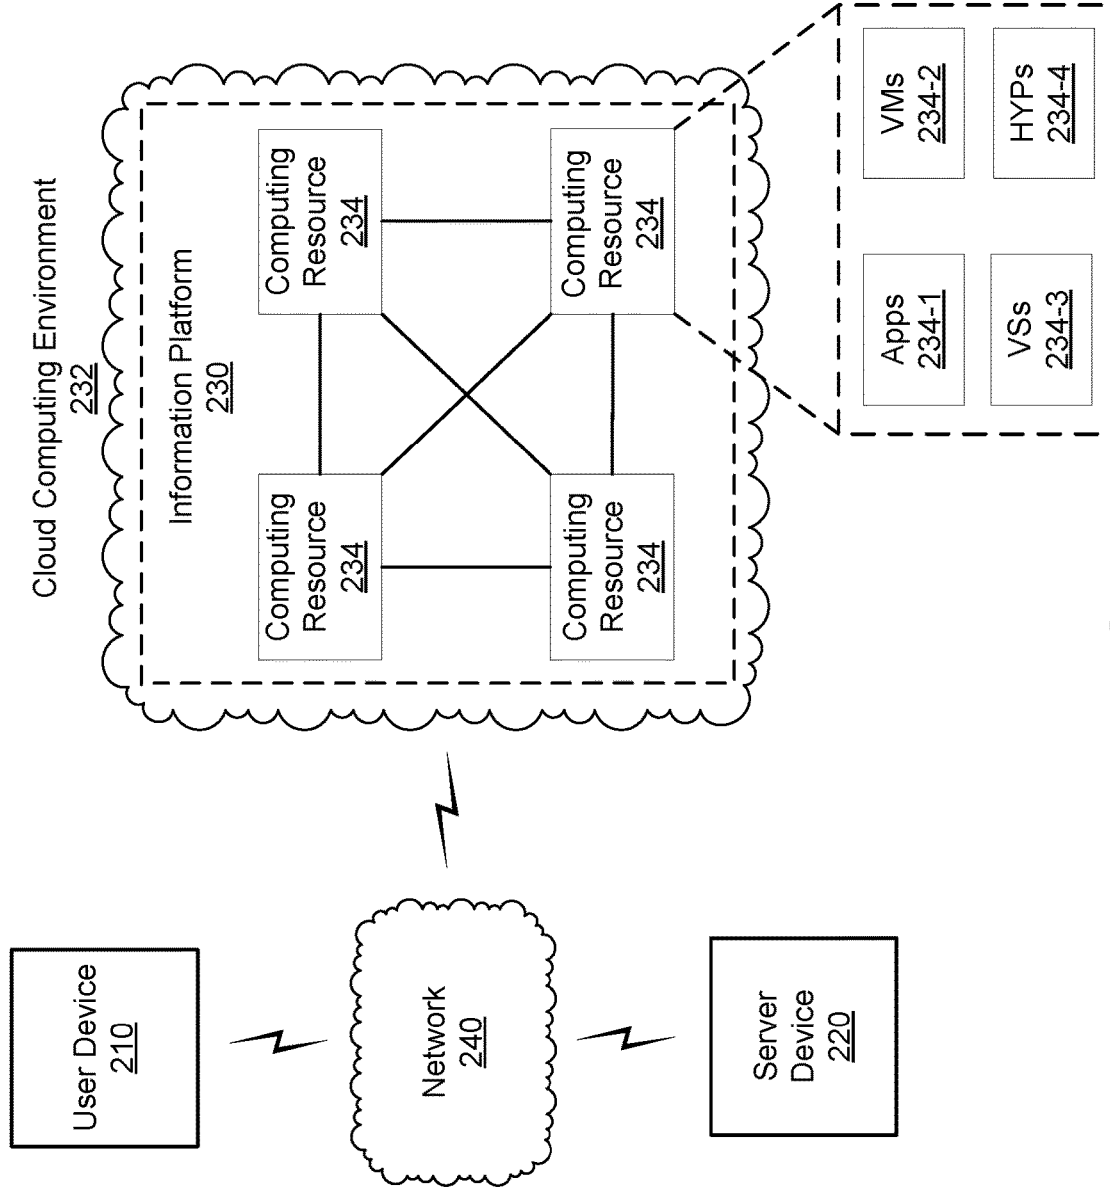 Cloud Computing Environment
232
Information Platform
230
Computing
Resource
234
Computing
Resource
234
Computing
Resource
234
Computing
Resource
234
User Device
210
Network
240
Server
Device
220
Apps
234-1
VMs
234-2
VSs
234-3
HYPs
234-4